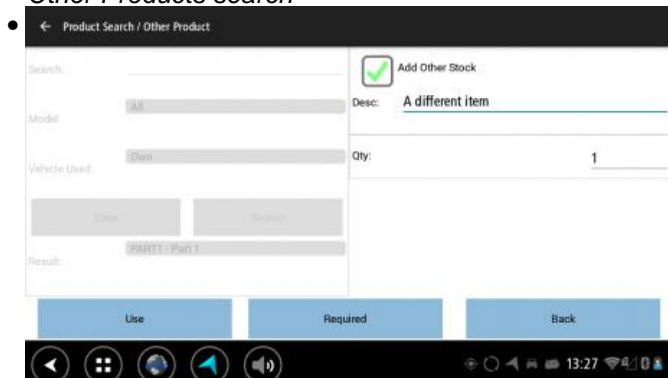 Other Products search
Product Search / Other Product
Search:
Add Other Stock
Model:
All
Desc:
A different item
Vehicle Used:
Own
Qty:
1
Clear
Search
Result:
PART1 - Part 1
Use
Required
Back
13:27